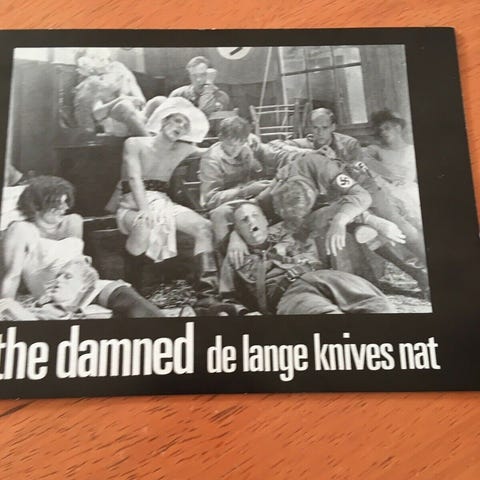 the damned de lange knives nat